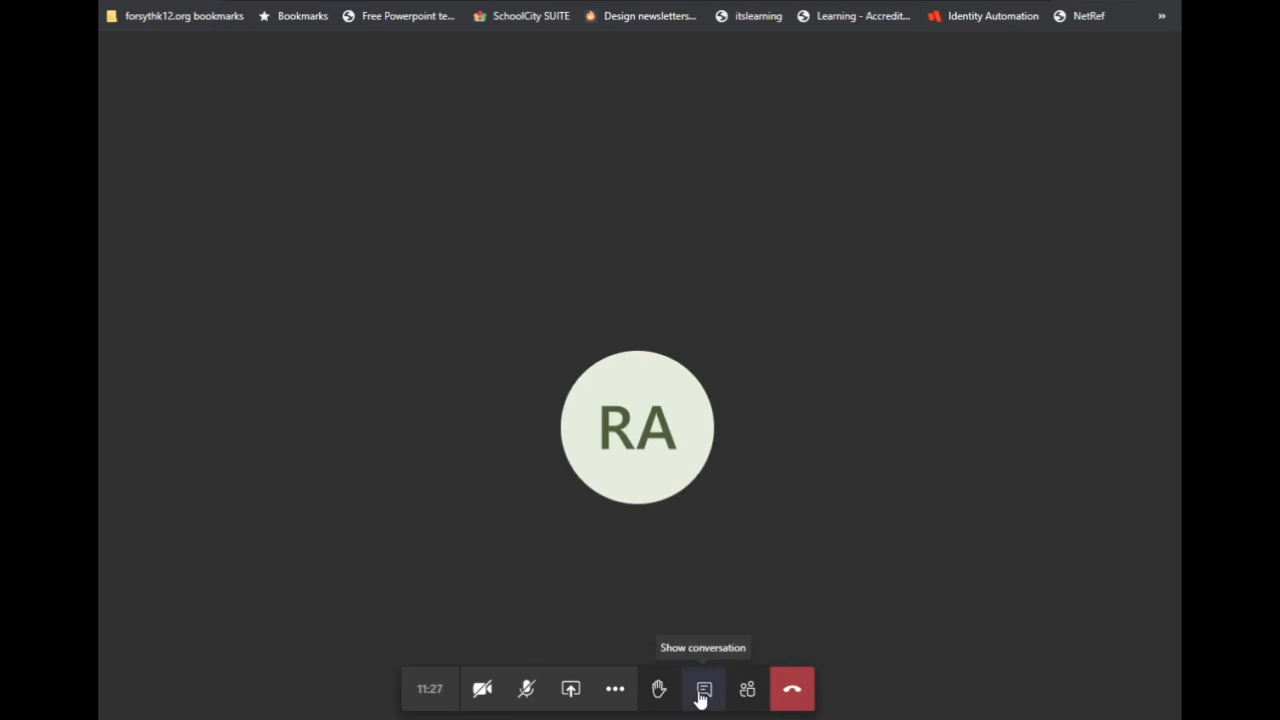 forsythk12.org bookmarks Bookmarks Free Powerpoint te... SchoolCity SUITE Design newsletters... itslearning Learning - Accredit... Identity Automation NetRef »
RA
Show conversation
11:27